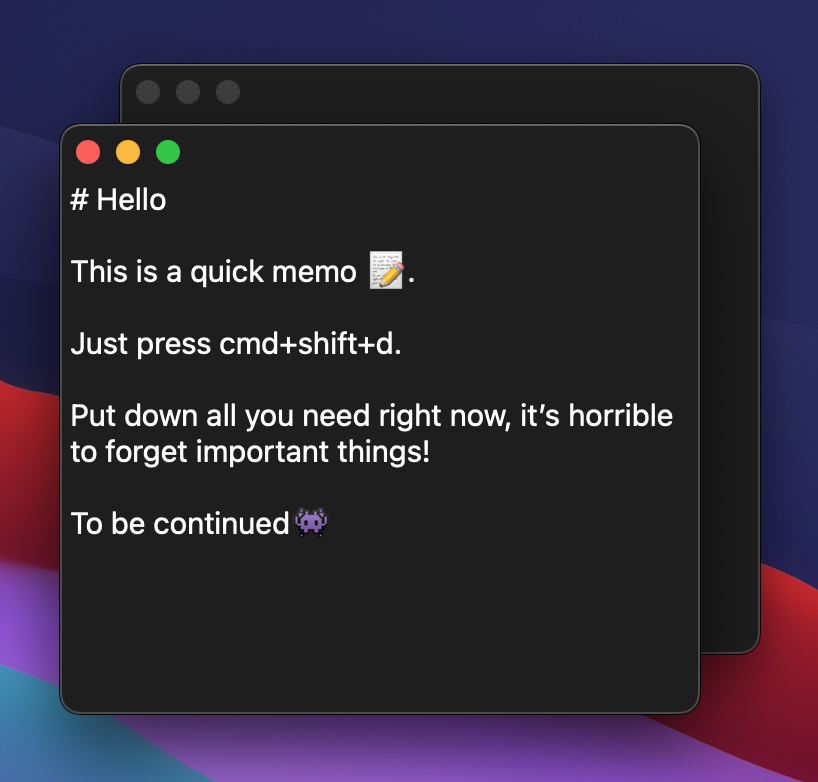 # Hello
This is a quick memo 📝.
Just press cmd+shift+d.
Put down all you need right now, it’s horrible
to forget important things!
To be continued👾